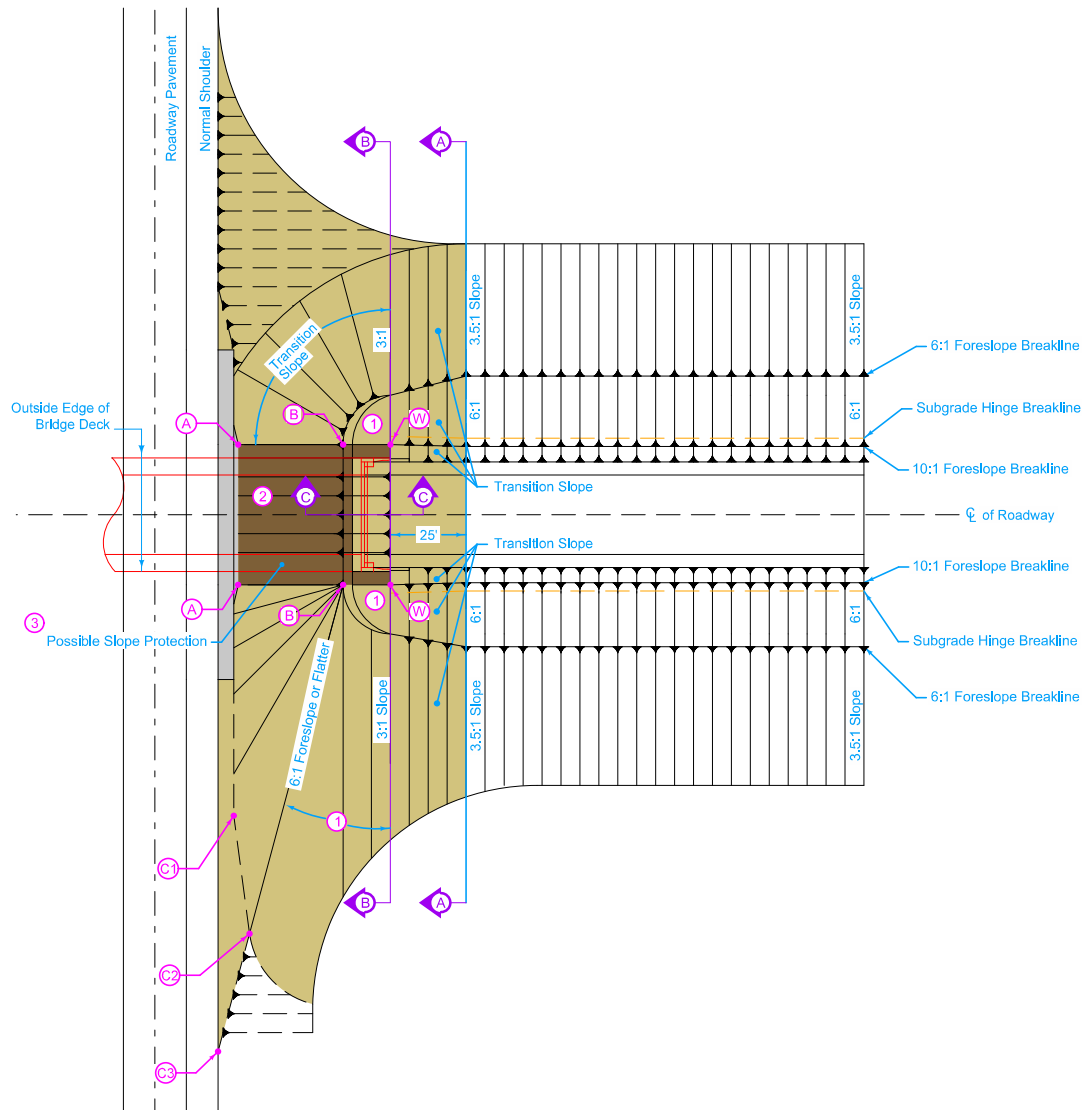 Roadway Pavement
Normal Shoulder
B
A
3.5:1 Slope
3.5:1 Slope
3:1
Transition
Slope
6:1 Foreslope Breakline
Outside Edge of
Bridge Deck
A
B
1
W
6:1
6:1
Subgrade Hinge Breakline
10:1 Foreslope Breakline
2
C
C
Transition Slope
25'
℄ of Roadway
Transition Slope
10:1 Foreslope Breakline
A
B
1
W
6:1
6:1
3
Possible Slope Protection
Subgrade Hinge Breakline
6:1 Foreslope or Flatter
3:1 Slope
3.5:1 Slope
3.5:1 Slope
6:1 Foreslope Breakline
1
C1
B
A
C2
C3